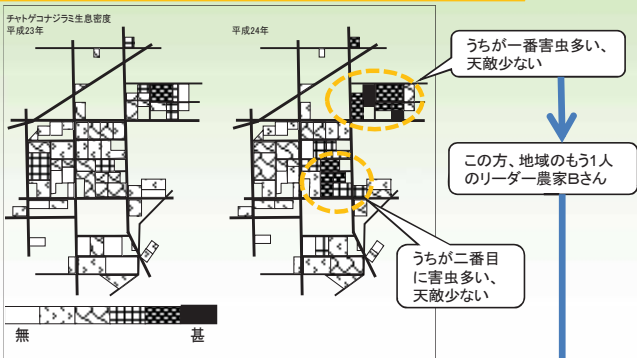 チャトゲコナジラミ生息密度
平成23年
平成24年
うちが一番害虫多い、
天敵少ない
この方、地域のもう1人
のリーダー農家Bさん
うちが二番目
に害虫多い、
天敵少ない
無
甚